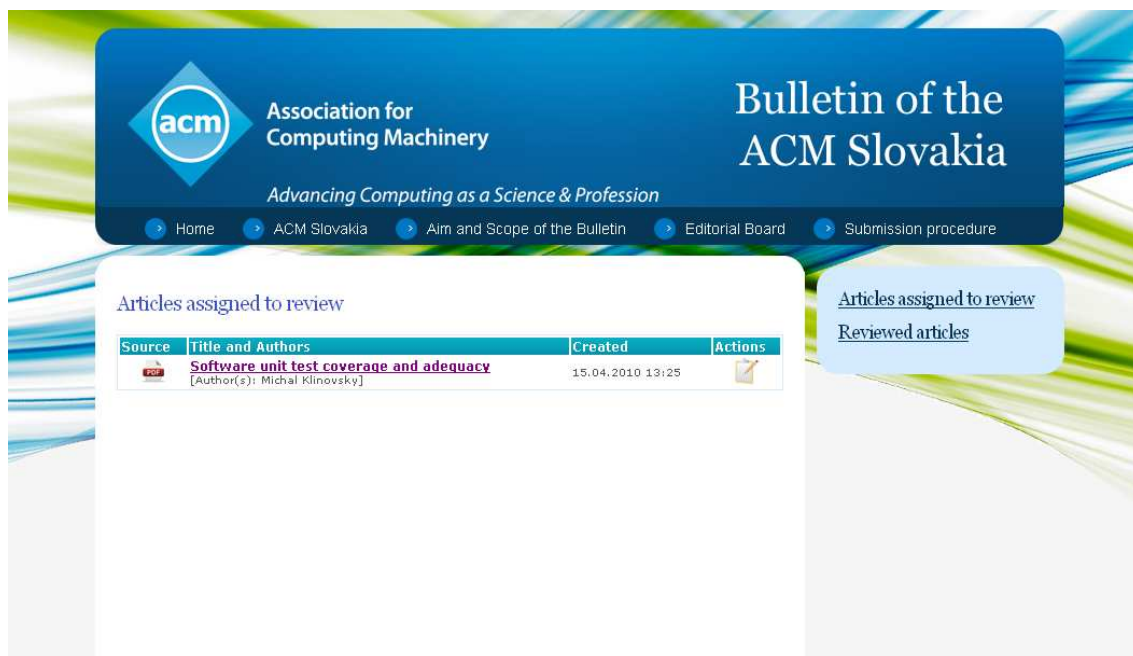 acm
Association for
Computing Machinery
Advancing Computing as a Science & Profession
Bulletin of the
ACM Slovakia
Home ACM Slovakia Aim and Scope of the Bulletin Editorial Board Submission procedure
Articles assigned to review
Source Title and Authors Created Actions
PDF Software unit test coverage and adequacy 15.04.2010 13:25
[Author(s): Michal Klinovsky]
Articles assigned to review
Reviewed articles